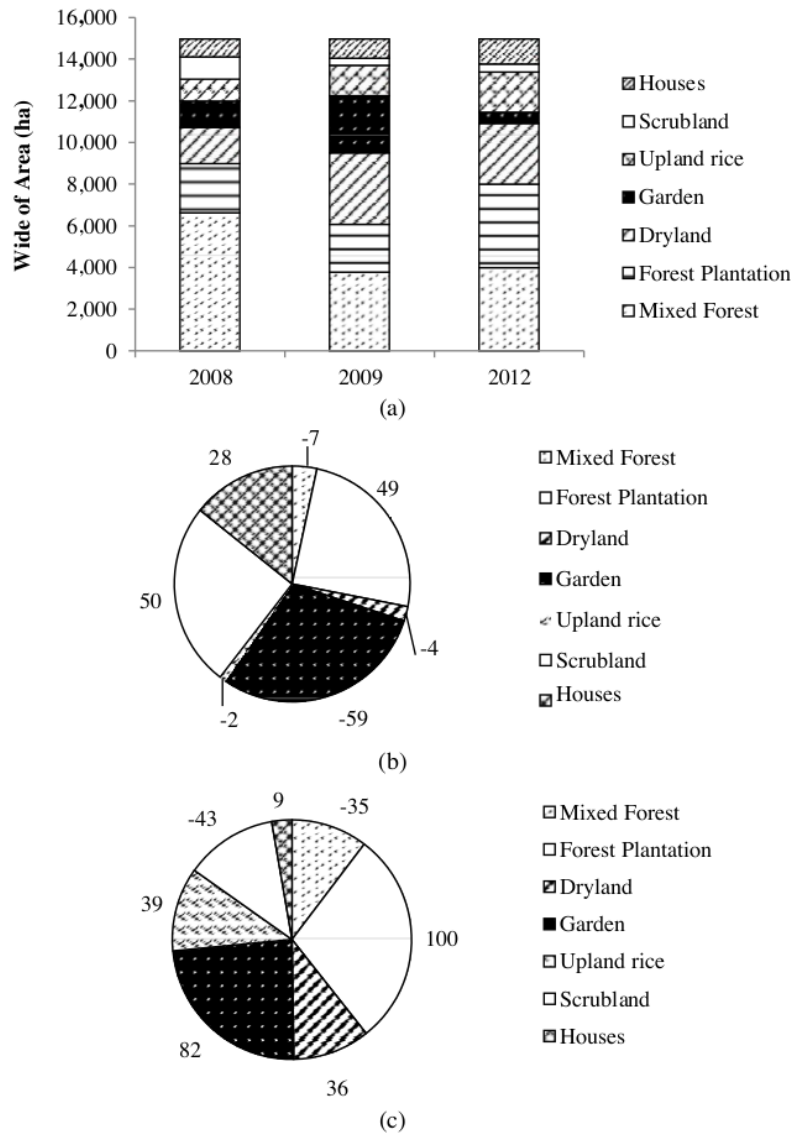 16,000
14,000
12,000
10,000
8,000
6,000
4,000
2,000
0
Wide of Area (ha)
2008
2009
2012
Houses
Scrubland
Upland rice
Garden
Dryland
Forest Plantation
Mixed Forest
(a)
-7
49
-4
-59
-2
50
28
Mixed Forest
Forest Plantation
Dryland
Garden
Upland rice
Scrubland
Houses
(b)
-35
100
36
82
39
-43
9
Mixed Forest
Forest Plantation
Dryland
Garden
Upland rice
Scrubland
Houses
(c)